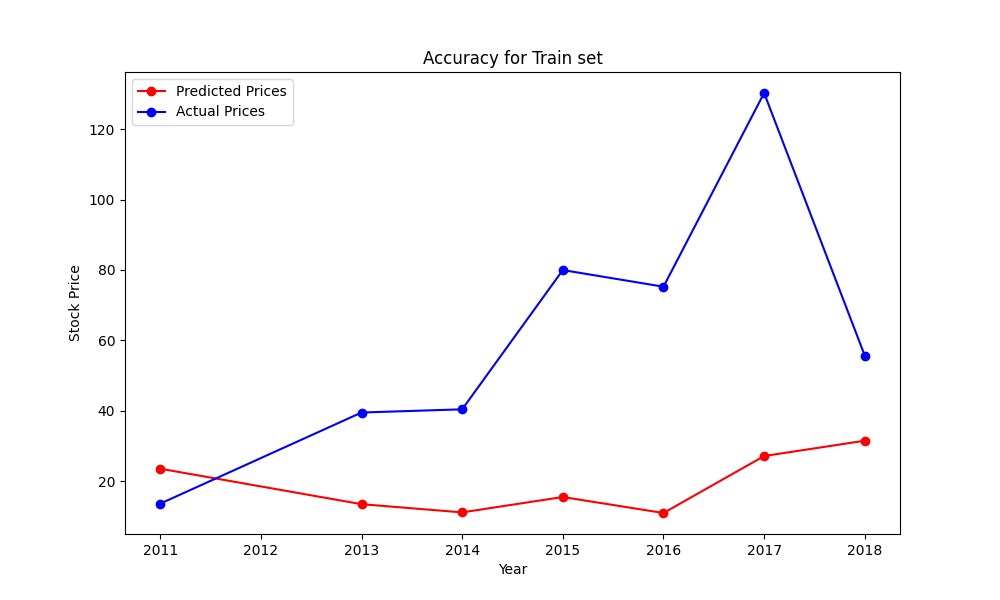 Accuracy for Train set
Predicted Prices
Actual Prices
120
100
80
60
40
20
Stock Price
2011 2012 2013 2014 2015 2016 2017 2018
Year